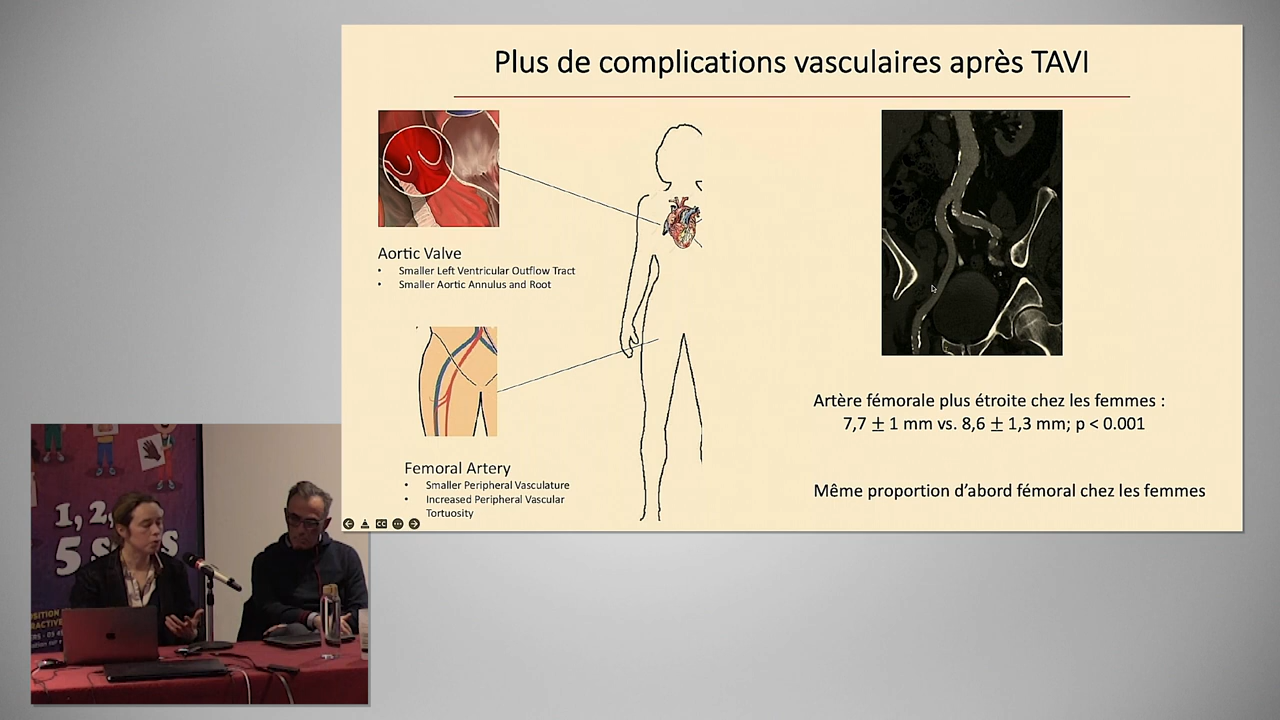 Plus de complications vasculaires après TAVI
Aortic Valve
• Smaller Left Ventricular Outflow Tract
• Smaller Aortic Annulus and Root
Femoral Artery
• Smaller Peripheral Vasculature
• Increased Peripheral Vascular
Tortuosity
Artère fémorale plus étroite chez les femmes :
7,7 ± 1 mm vs. 8,6 ± 1,3 mm; p < 0.001
Même proportion d’abord fémoral chez les femmes
CC
1, 2,
5